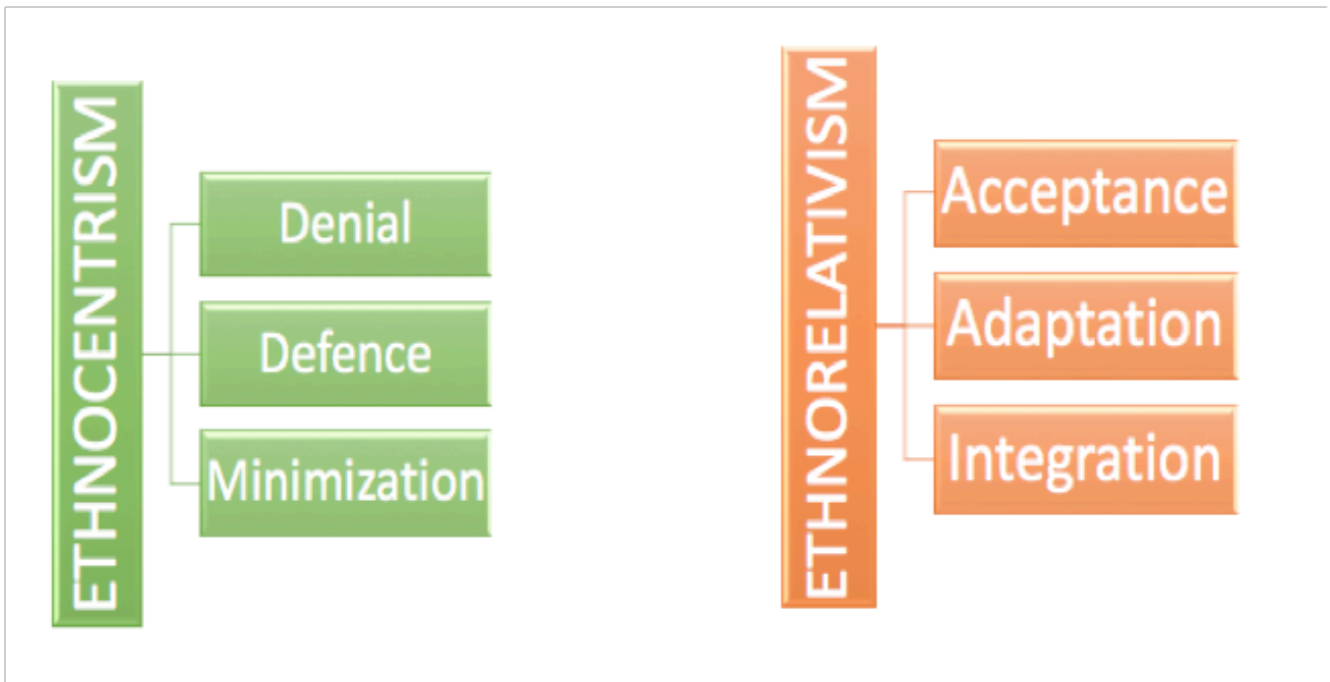 ETHNOCENTRISM
Denial
Defence
Minimization
ETHNORELATIVISM
Acceptance
Adaptation
Integration